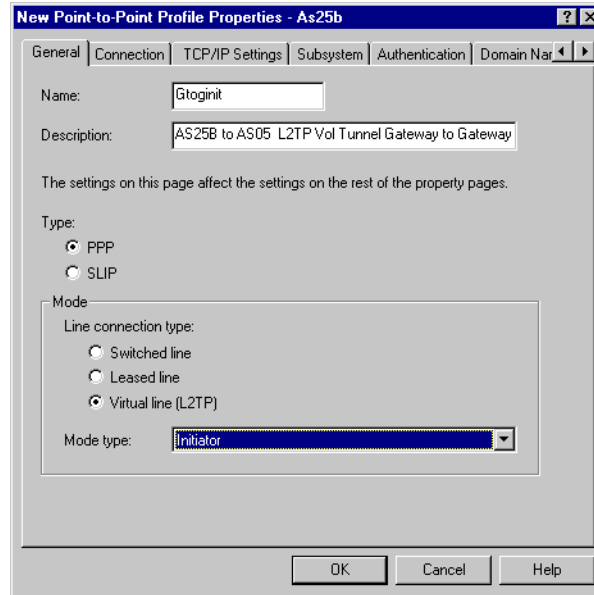 New Point-to-Point Profile Properties - As25b
General Connection TCP/IP Settings Subsystem Authentication Domain Nar
Name: Gtoginit
Description: AS25B to AS05 L2TP Vol Tunnel Gateway to Gateway
The settings on this page affect the settings on the rest of the property pages.
Type:
PPP
SLIP
Mode
Line connection type:
Switched line
Leased line
Virtual line (L2TP)
Mode type: Initiator
OK Cancel Help